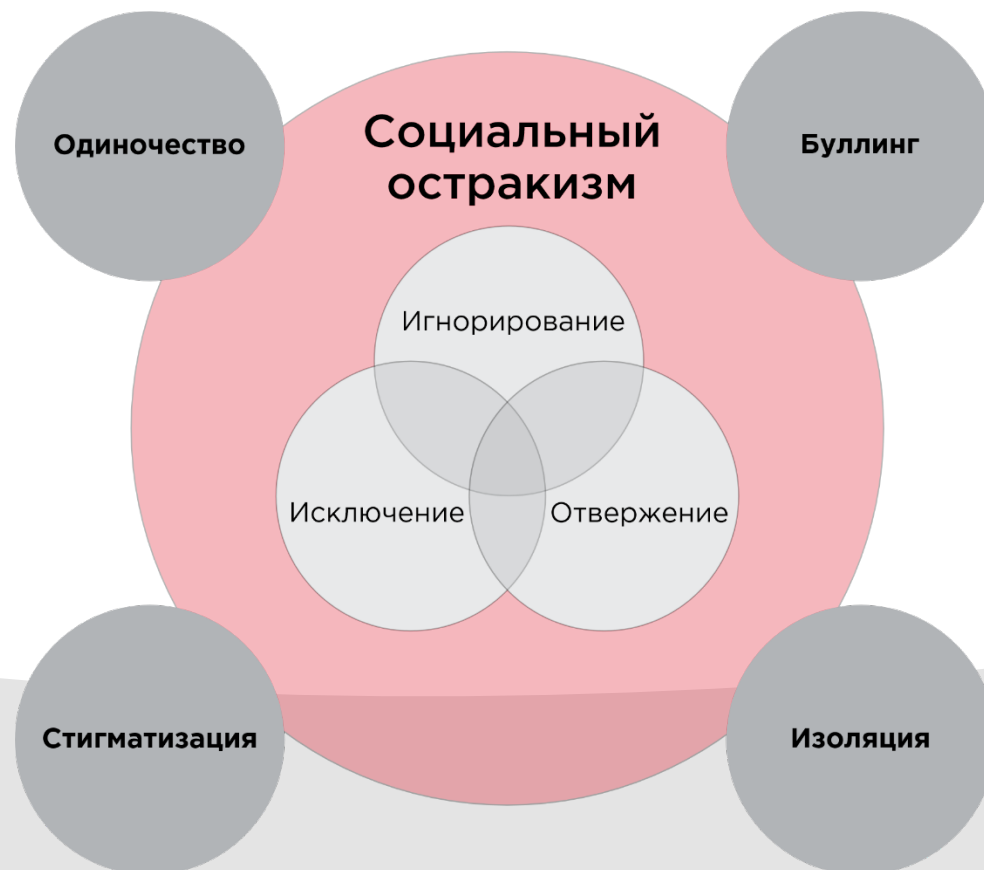 Социальный
остракизм
Одиночество
Буллинг
Игнорирование
Исключение
Отвержение
Стигматизация
Изоляция